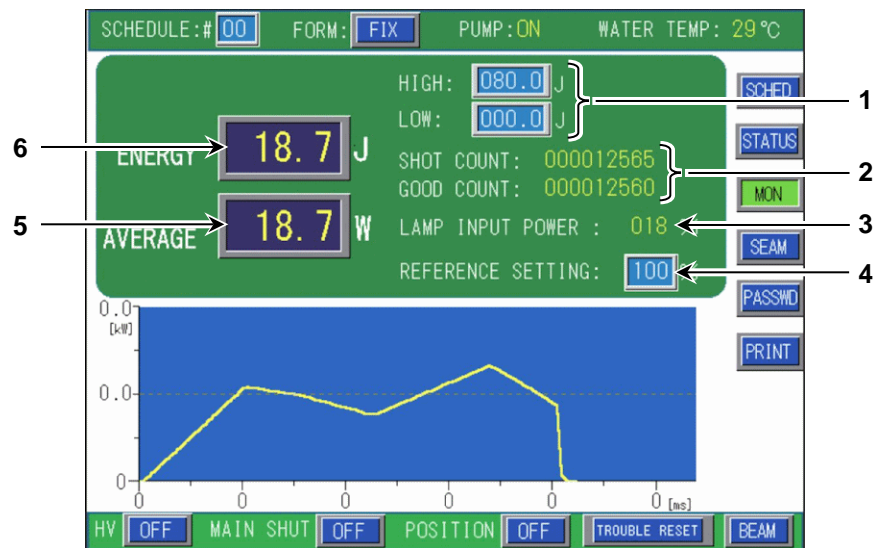 SCHEDULE:# 00 FORM: FIX PUMP:ON WATER TEMP: 29℃
HIGH: 080.0 J
LOW: 000.0 J
1
SCHED
6
ENERGY 18.7 J
SHOT COUNT: 000012565
GOOD COUNT: 000012560
2
STATUS
MON
5
AVERAGE 18.7 W
LAMP INPUT POWER : 018
3
SEAM
REFERENCE SETTING: 100
4
PASSWD
PRINT
0.0
[kW]
0.0
0
0 0 0 0 0 0 [ms]
HV OFF MAIN SHUT OFF POSITION OFF TROUBLE RESET BEAM